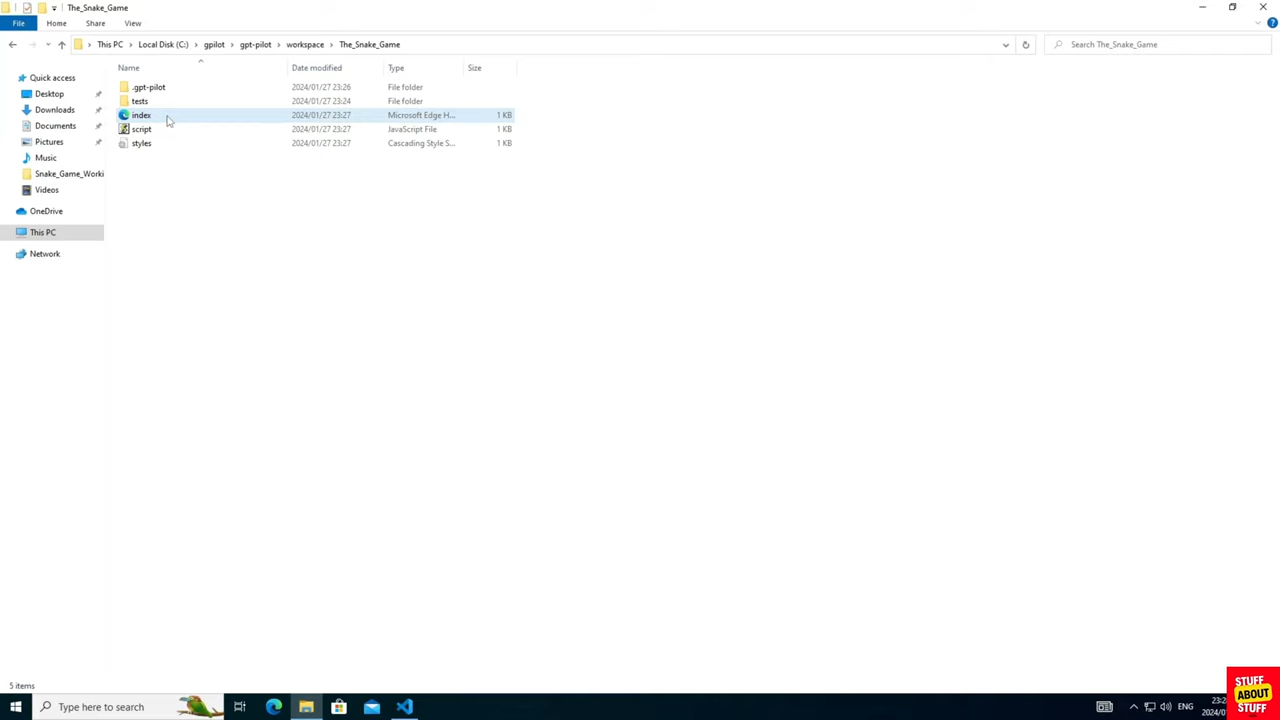 The_Snake_Game
File Home Share View
This PC Local Disk (C:) gpilot gpt-pilot workspace The_Snake_Game Search The_Snake_Game
Name Date modified Type Size
Quick access
Desktop
Downloads
Documents
Pictures
Music
Snake_Game_Worki
Videos
OneDrive
This PC
Network
.gpt-pilot 2024/01/27 23:26 File folder
tests 2024/01/27 23:24 File folder
index 2024/01/27 23:27 Microsoft Edge H... 1 KB
script 2024/01/27 23:27 JavaScript File 1 KB
styles 2024/01/27 23:27 Cascading Style S... 1 KB
5 items
Type here to search
ENG
STUFF
ABOUT
STUFF